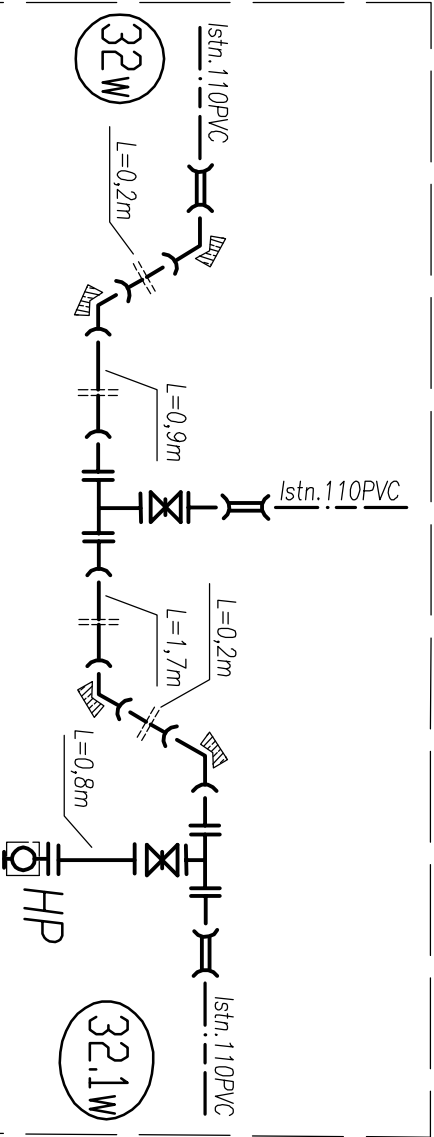 32w
Istn.110PVC
L=0,2m
L=0,9m
Istn.110PVC
L=0,2m
L=1,7m
L=0,8m
HP
Istn.110PVC
32.1w